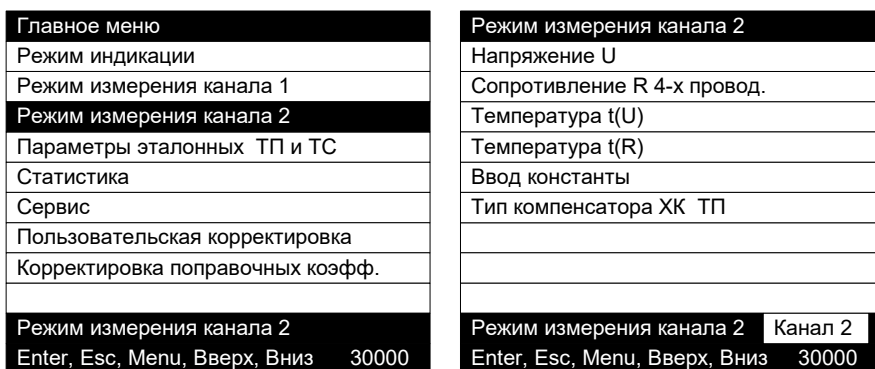 Главное меню
Режим индикации
Режим измерения канала 1
Режим измерения канала 2
Параметры эталонных ТП и ТС
Статистика
Сервис
Пользовательская корректировка
Корректировка поправочных коэфф.
Режим измерения канала 2
Enter, Esc, Menu, Вверх, Вниз 30000
Режим измерения канала 2
Напряжение U
Сопротивление R 4-х провод.
Температура t(U)
Температура t(R)
Ввод константы
Тип компенсатора ХК ТП
Режим измерения канала 2 Канал 2
Enter, Esc, Menu, Вверх, Вниз 30000